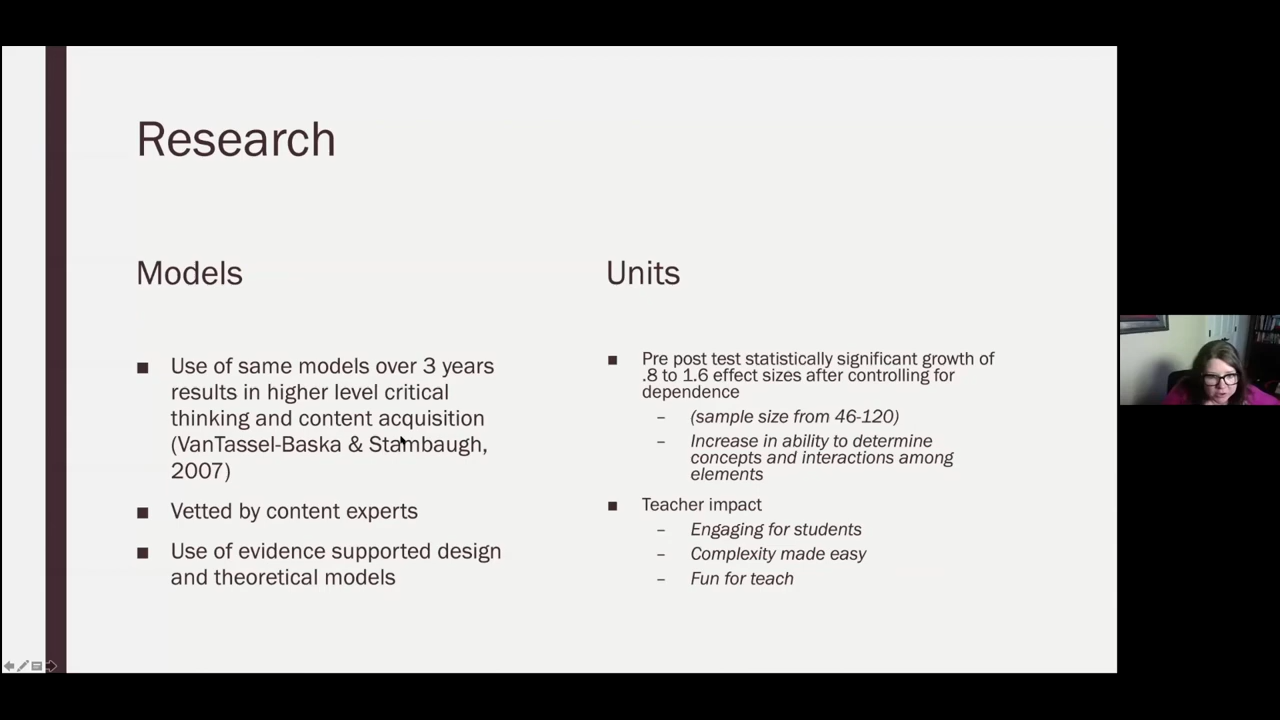 Research
Models
■ Use of same models over 3 years
results in higher level critical
thinking and content acquisition
(VanTassel-Baska & Stambaugh,
2007)
■ Vetted by content experts
■ Use of evidence supported design
and theoretical models
Units
■ Pre post test statistically significant growth of
.8 to 1.6 effect sizes after controlling for
dependence
– (sample size from 46-120)
– Increase in ability to determine
concepts and interactions among
elements
■ Teacher impact
– Engaging for students
– Complexity made easy
– Fun for teach